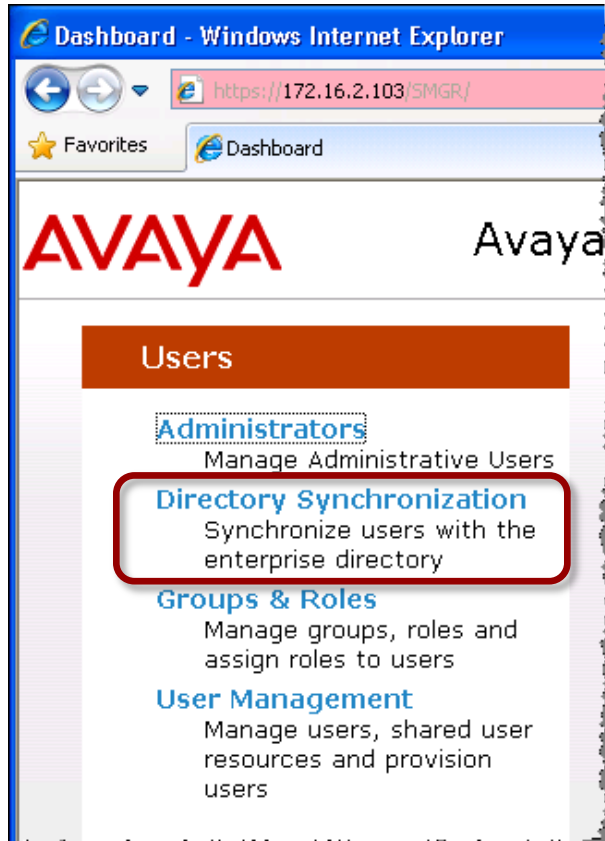 Dashboard - Windows Internet Explorer
https://172.16.2.103/SMGR/
Favorites
Dashboard
AVAYA
Avaya
Users
Administrators
Manage Administrative Users
Directory Synchronization
Synchronize users with the
enterprise directory
Groups & Roles
Manage groups, roles and
assign roles to users
User Management
Manage users, shared user
resources and provision
users